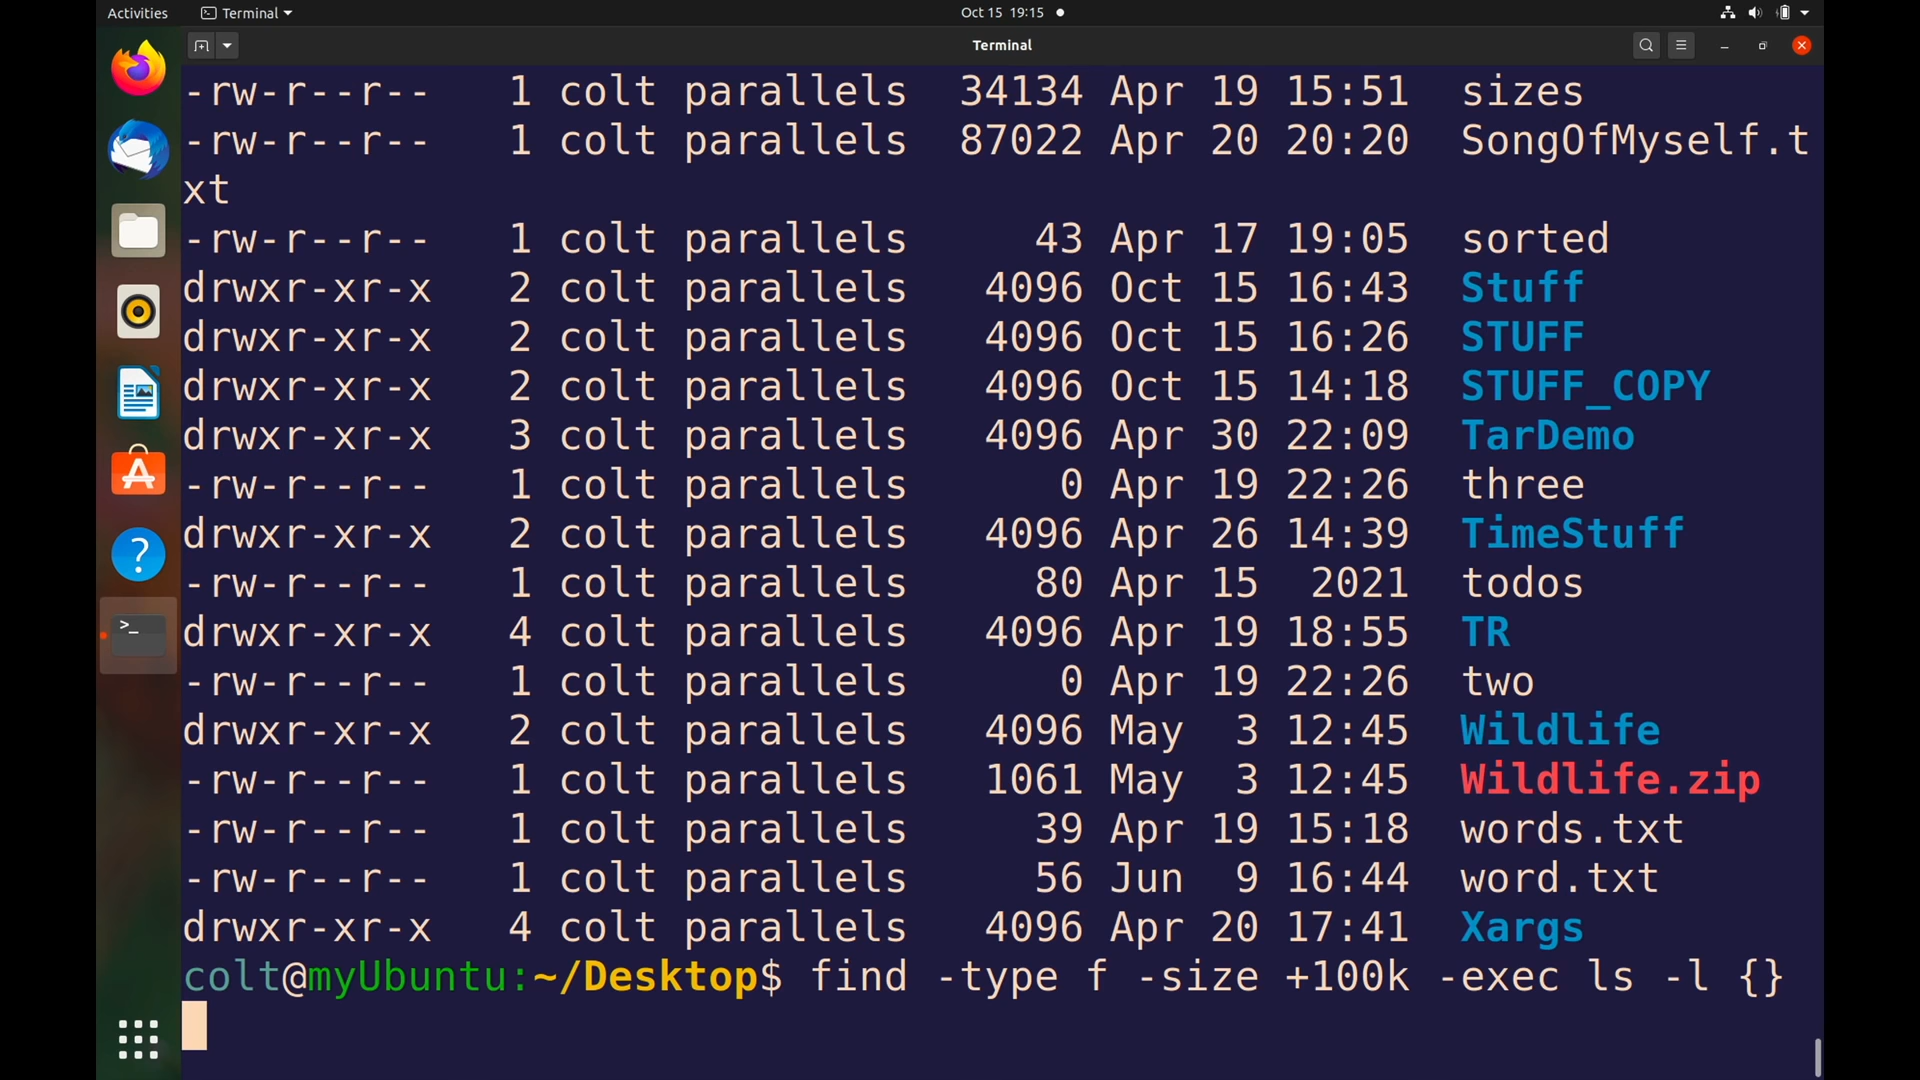 Activities Terminal Oct 15 19:15
Terminal
-rw-r--r--   1 colt parallels  34134 Apr 19 15:51  sizes
-rw-r--r--   1 colt parallels  87022 Apr 20 20:20  SongOfMyself.t
xt
-rw-r--r--   1 colt parallels     43 Apr 17 19:05  sorted
drwxr-xr-x   2 colt parallels   4096 Oct 15 16:43  Stuff
drwxr-xr-x   2 colt parallels   4096 Oct 15 16:26  STUFF
drwxr-xr-x   2 colt parallels   4096 Oct 15 14:18  STUFF_COPY
drwxr-xr-x   3 colt parallels   4096 Apr 30 22:09  TarDemo
-rw-r--r--   1 colt parallels      0 Apr 19 22:26  three
drwxr-xr-x   2 colt parallels   4096 Apr 26 14:39  TimeStuff
-rw-r--r--   1 colt parallels     80 Apr 15  2021  todos
drwxr-xr-x   4 colt parallels   4096 Apr 19 18:55  TR
-rw-r--r--   1 colt parallels      0 Apr 19 22:26  two
drwxr-xr-x   2 colt parallels   4096 May  3 12:45  Wildlife
-rw-r--r--   1 colt parallels   1061 May  3 12:45  Wildlife.zip
-rw-r--r--   1 colt parallels     39 Apr 19 15:18  words.txt
-rw-r--r--   1 colt parallels     56 Jun  9 16:44  word.txt
drwxr-xr-x   4 colt parallels   4096 Apr 20 17:41  Xargs
colt@myUbuntu:~/Desktop$ find -type f -size +100k -exec ls -l {}